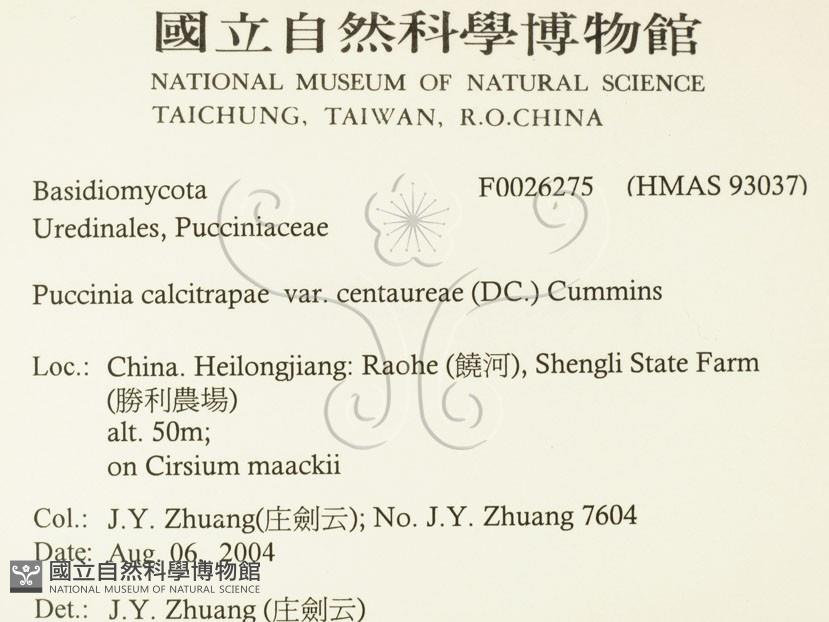 國立自然科學博物館
NATIONAL MUSEUM OF NATURAL SCIENCE
TAICHUNG, TAIWAN, R.O.CHINA
Basidiomycota F0026275 (HMAS 93037)
Uredinales, Pucciniaceae
Puccinia calcitrapae var. centaureae (DC.) Cummins
Loc.: China. Heilongjiang: Raohe (饒河), Shengli State Farm
(勝利農場)
alt. 50m;
on Cirsium maackii
Col.: J.Y. Zhuang(庄劍云); No. J.Y. Zhuang 7604
Date: Aug. 06, 2004
國立自然科學博物館
NATIONAL MUSEUM OF NATURAL SCIENCE
Det.: J.Y. Zhuang (庄劍云)